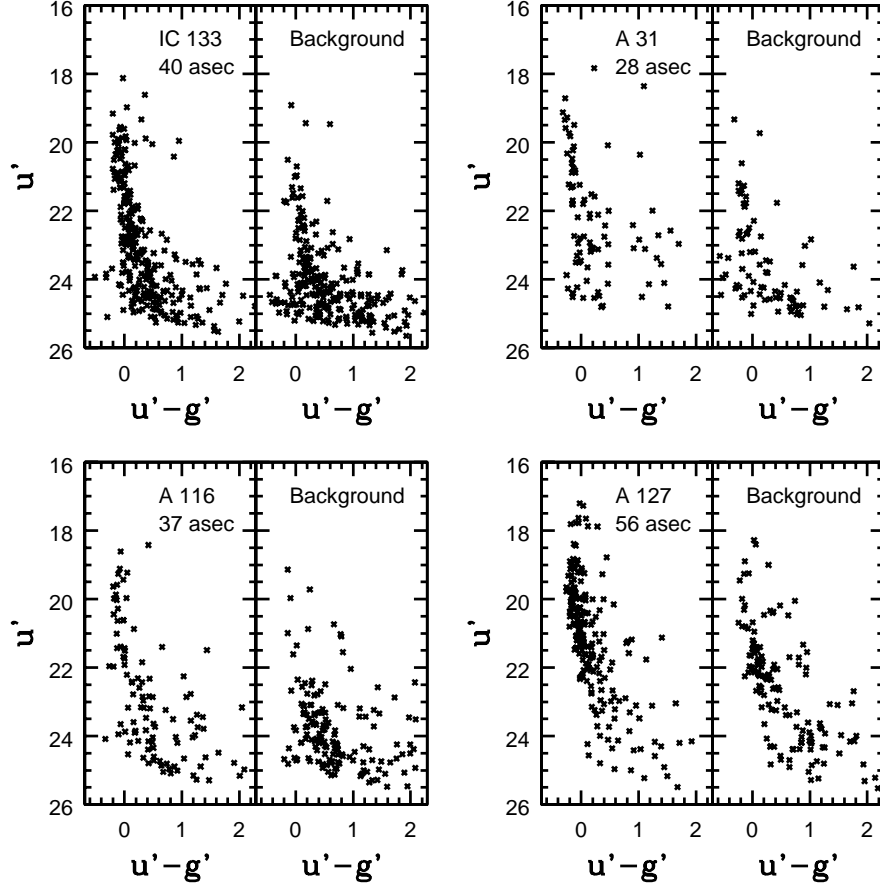 16
18
20
22
24
26
u'
IC 133
40 asec
Background
0 1 2 0 1 2
u'−g' u'−g'
16
18
20
22
24
26
u'
A 31
28 asec
Background
0 1 2 0 1 2
u'−g' u'−g'
16
18
20
22
24
26
u'
A 116
37 asec
Background
0 1 2 0 1 2
u'−g' u'−g'
16
18
20
22
24
26
u'
A 127
56 asec
Background
0 1 2 0 1 2
u'−g' u'−g'